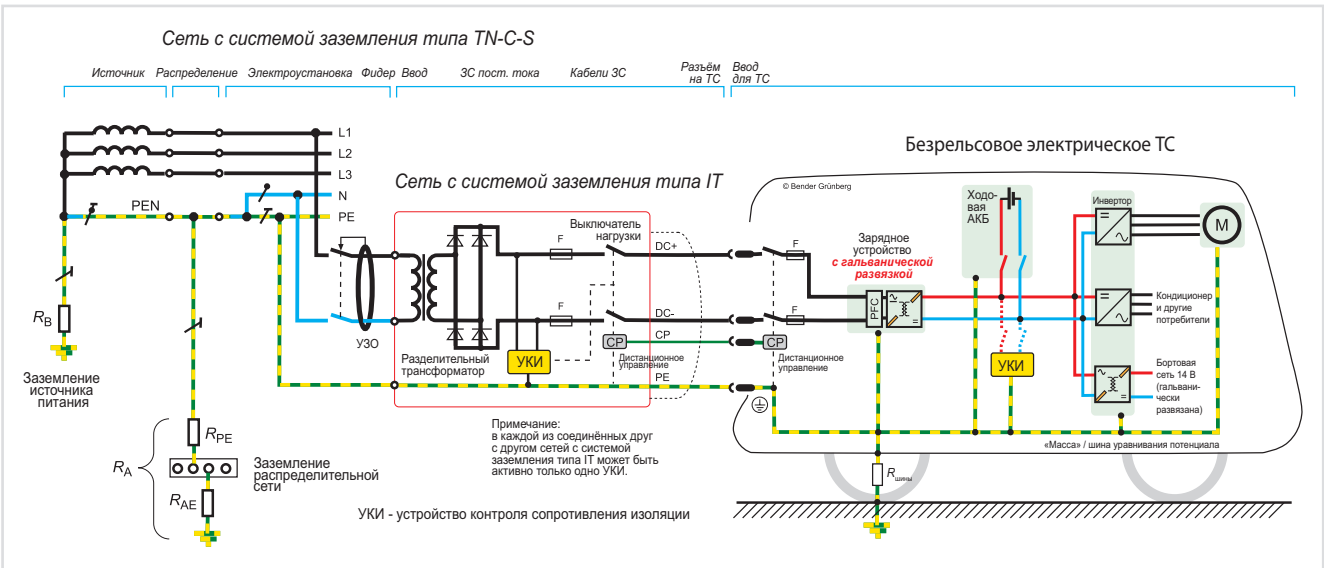 Сеть с системой заземления типа TN-C-S
Источник
Распределение
Электроустановка
Фидер
Ввод
ЗС пост. тока
Кабели ЗС
Разъём
на ТС
Ввод
для ТС
L1
L2
L3
N
PE
PEN
Безрельсовое электрическое ТС
© Bender Grünberg
Сеть с системой заземления типа IT
Выключатель
нагрузки
F
F
DC+
DC-
CP
CP
PE
Дистанционное
управление
УЗО
Разделительный
трансформатор
УКИ
F
F
CP
Дистанционное
управление
Зарядное
устройство
с гальванической
развязкой
PFC
Ходо-
вая
АКБ
УКИ
Инвертор
M
Кондиционер
и другие
потребители
Бортовая
сеть 14 В
(гальвани-
чески
развязана)
«Масса» / шина уравнивания потенциала
RB
Заземление
источника
питания
RA
RPE
RAE
Заземление
распределительной
сети
Примечание:
в каждой из соединённых друг
с другом сетей с системой
заземления типа IT может быть
активно только одно УКИ.
Rшины
УКИ - устройство контроля сопротивления изоляции